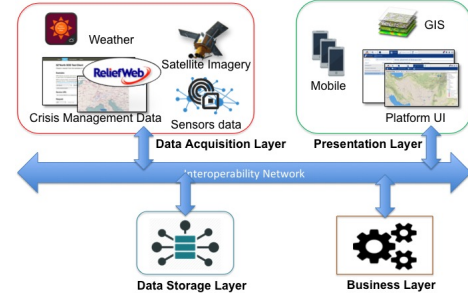 Weather
ReliefWeb
Satellite Imagery
Crisis Management Data
Sensors data
Data Acquisition Layer
GIS
Mobile
Platform UI
Presentation Layer
Interoperability Network
Data Storage Layer
Business Layer